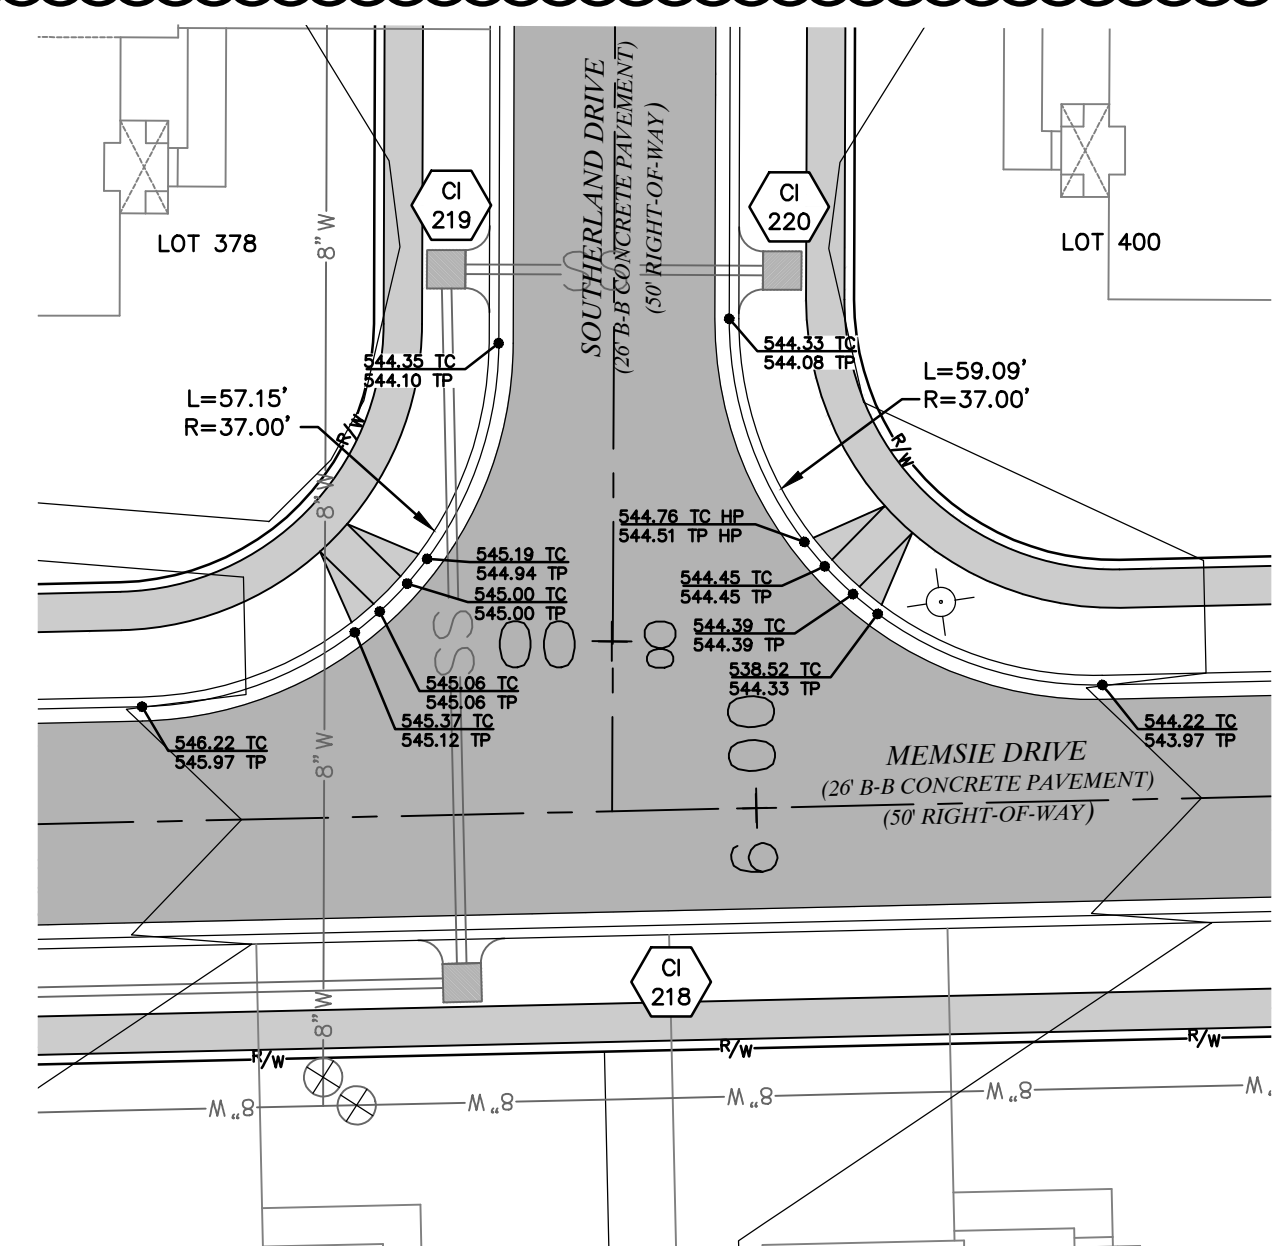 SOUTHERLAND DRIVE
(26' B-B CONCRETE PAVEMENT)
(50' RIGHT-OF-WAY)
CI
219
CI
220
8" W
LOT 378
LOT 400
SS
544.35 TC
544.10 TP
544.33 TC
544.08 TP
L=57.15'
R=37.00'
L=59.09'
R=37.00'
R/W
R/W
8" W
544.76 TC HP
544.51 TP HP
545.19 TC
544.94 TP
545.00 TC
545.00 TP
544.45 TC
544.45 TP
544.39 TC
544.39 TP
SS
00
8
538.52 TC
544.33 TP
545.06 TC
545.06 TP
545.37 TC
545.12 TP
546.22 TC
545.97 TP
8" W
00
9
544.22 TC
543.97 TP
MEMSIE DRIVE
(26' B-B CONCRETE PAVEMENT)
(50' RIGHT-OF-WAY)
CI
218
8" W
R/W
R/W
R/W
8" W
8" W
8" W
8" W
W